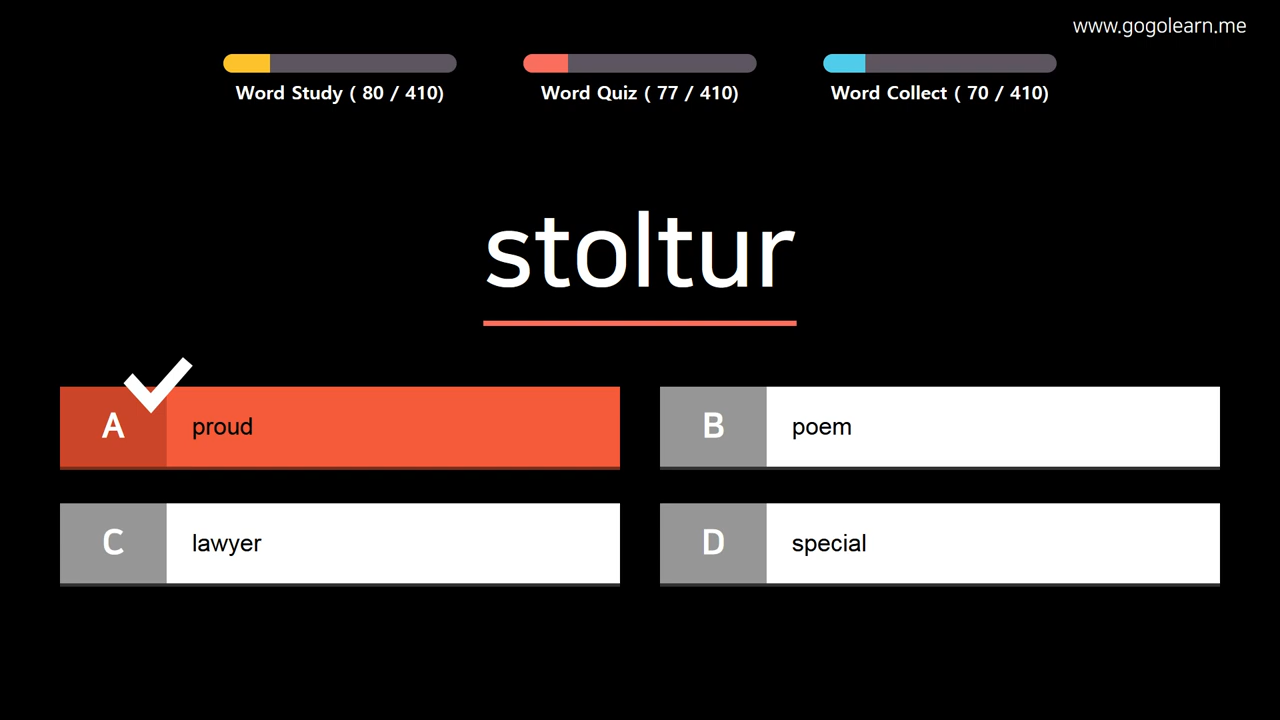 www.gogolearn.me
Word Study ( 80 / 410)
Word Quiz ( 77 / 410)
Word Collect ( 70 / 410)
stoltur
A proud
B poem
C lawyer
D special